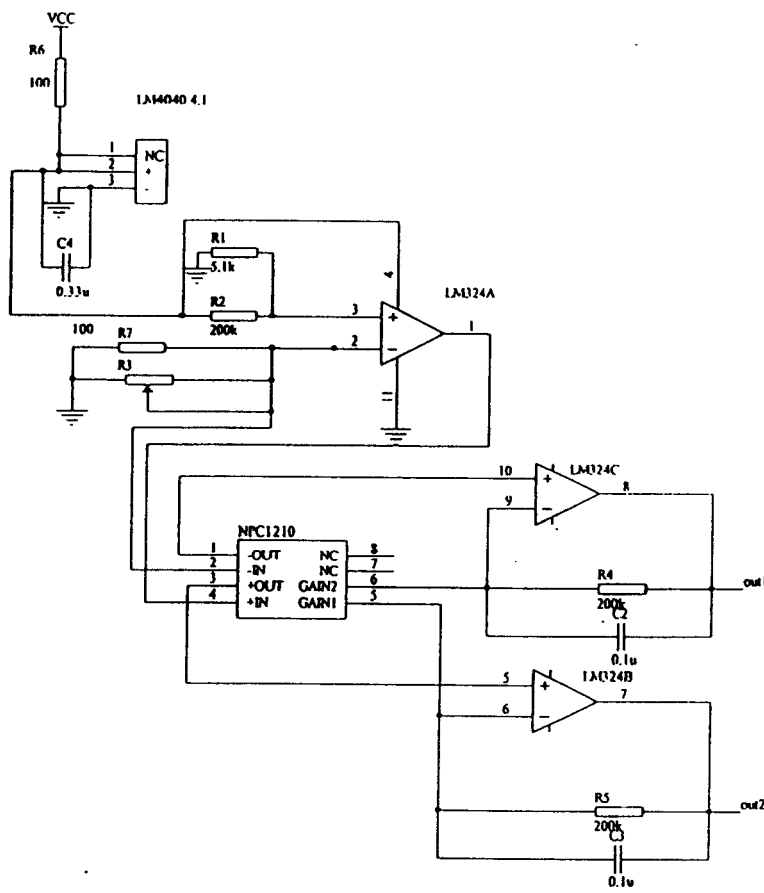 VCC
R6
100
LM4040 4.1
1
NC
2
+
3
-
C4
0.33u
R1
5.1k
4
LM324A
R2
200k
3
+
1
2
-
100
R7
R3
11
10
+
LM324C
8
9
-
NPC1210
1
-OUT
NC
8
2
-IN
NC
7
3
+OUT
GAIN2
6
4
+IN
GAIN1
5
R4
200k
out1
C2
0.1u
5
+
LM324B
7
6
-
R5
200k
out2
C3
0.1u